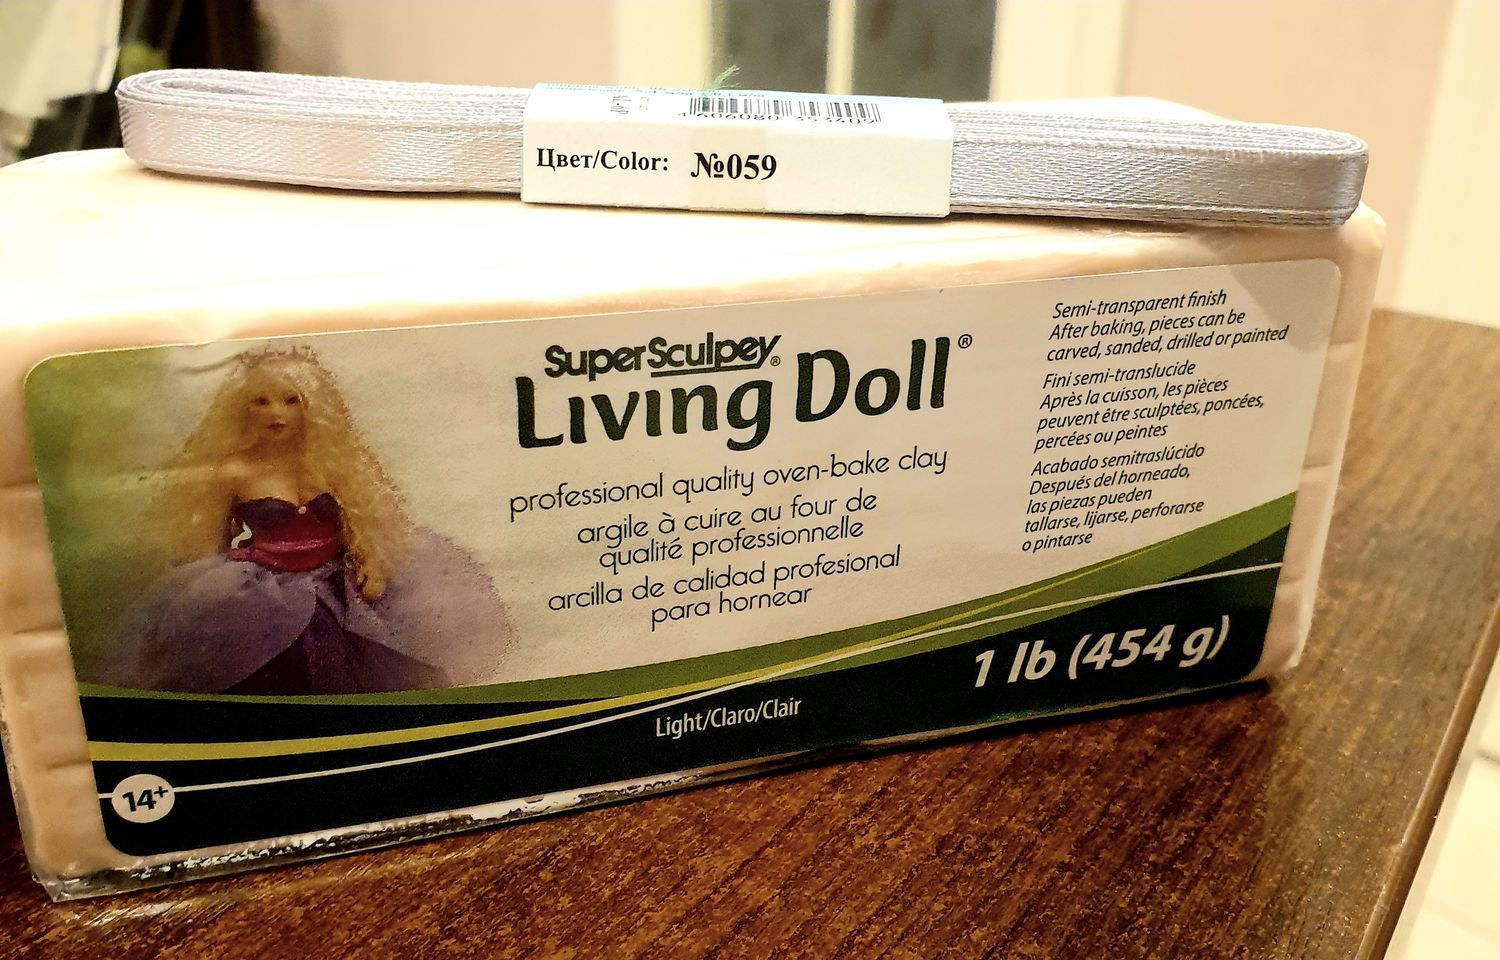 Цвет/Color: №059
Super Sculpey®
Living Doll®
professional quality oven-bake clay
argile à cuire au four de
qualité professionnelle
arcilla de calidad profesional
para hornear
Semi-transparent finish
After baking, pieces can be
carved, sanded, drilled or painted
Fini semi-translucide
Après la cuisson, les pièces
peuvent être sculptées, poncées,
percées ou peintes
Acabado semitraslúcido
Después del horneado,
las piezas pueden
tallarse, lijarse, perforarse
o pintarse
1 lb (454 g)
Light/Claro/Clair
14+